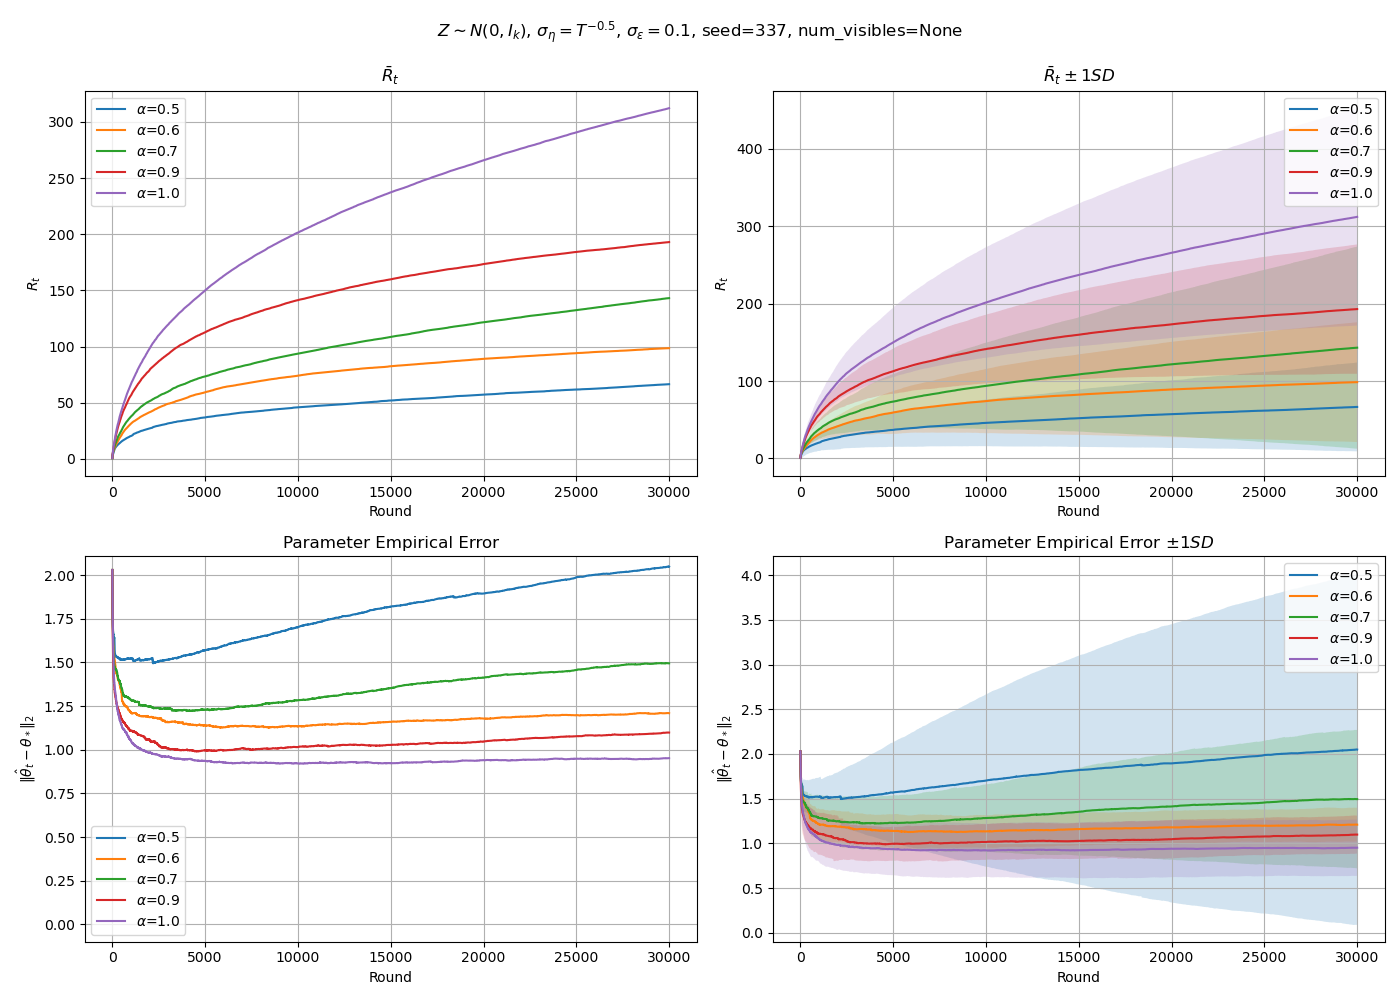 Z ~ N(0, I_k), σ_η = T^{-0.5}, σ_ε = 0.1, seed=337, num_visibles=None
R̄_t
R_t
300
250
200
150
100
50
0
α=0.5
α=0.6
α=0.7
α=0.9
α=1.0
0 5000 10000 15000 20000 25000 30000
Round
R̄_t ± 1SD
R_t
400
300
200
100
0
α=0.5
α=0.6
α=0.7
α=0.9
α=1.0
0 5000 10000 15000 20000 25000 30000
Round
Parameter Empirical Error
‖θ̂_t − θ_*‖_2
2.00
1.75
1.50
1.25
1.00
0.75
0.50
0.25
0.00
α=0.5
α=0.6
α=0.7
α=0.9
α=1.0
0 5000 10000 15000 20000 25000 30000
Round
Parameter Empirical Error ±1SD
‖θ̂_t − θ_*‖_2
4.0
3.5
3.0
2.5
2.0
1.5
1.0
0.5
0.0
α=0.5
α=0.6
α=0.7
α=0.9
α=1.0
0 5000 10000 15000 20000 25000 30000
Round